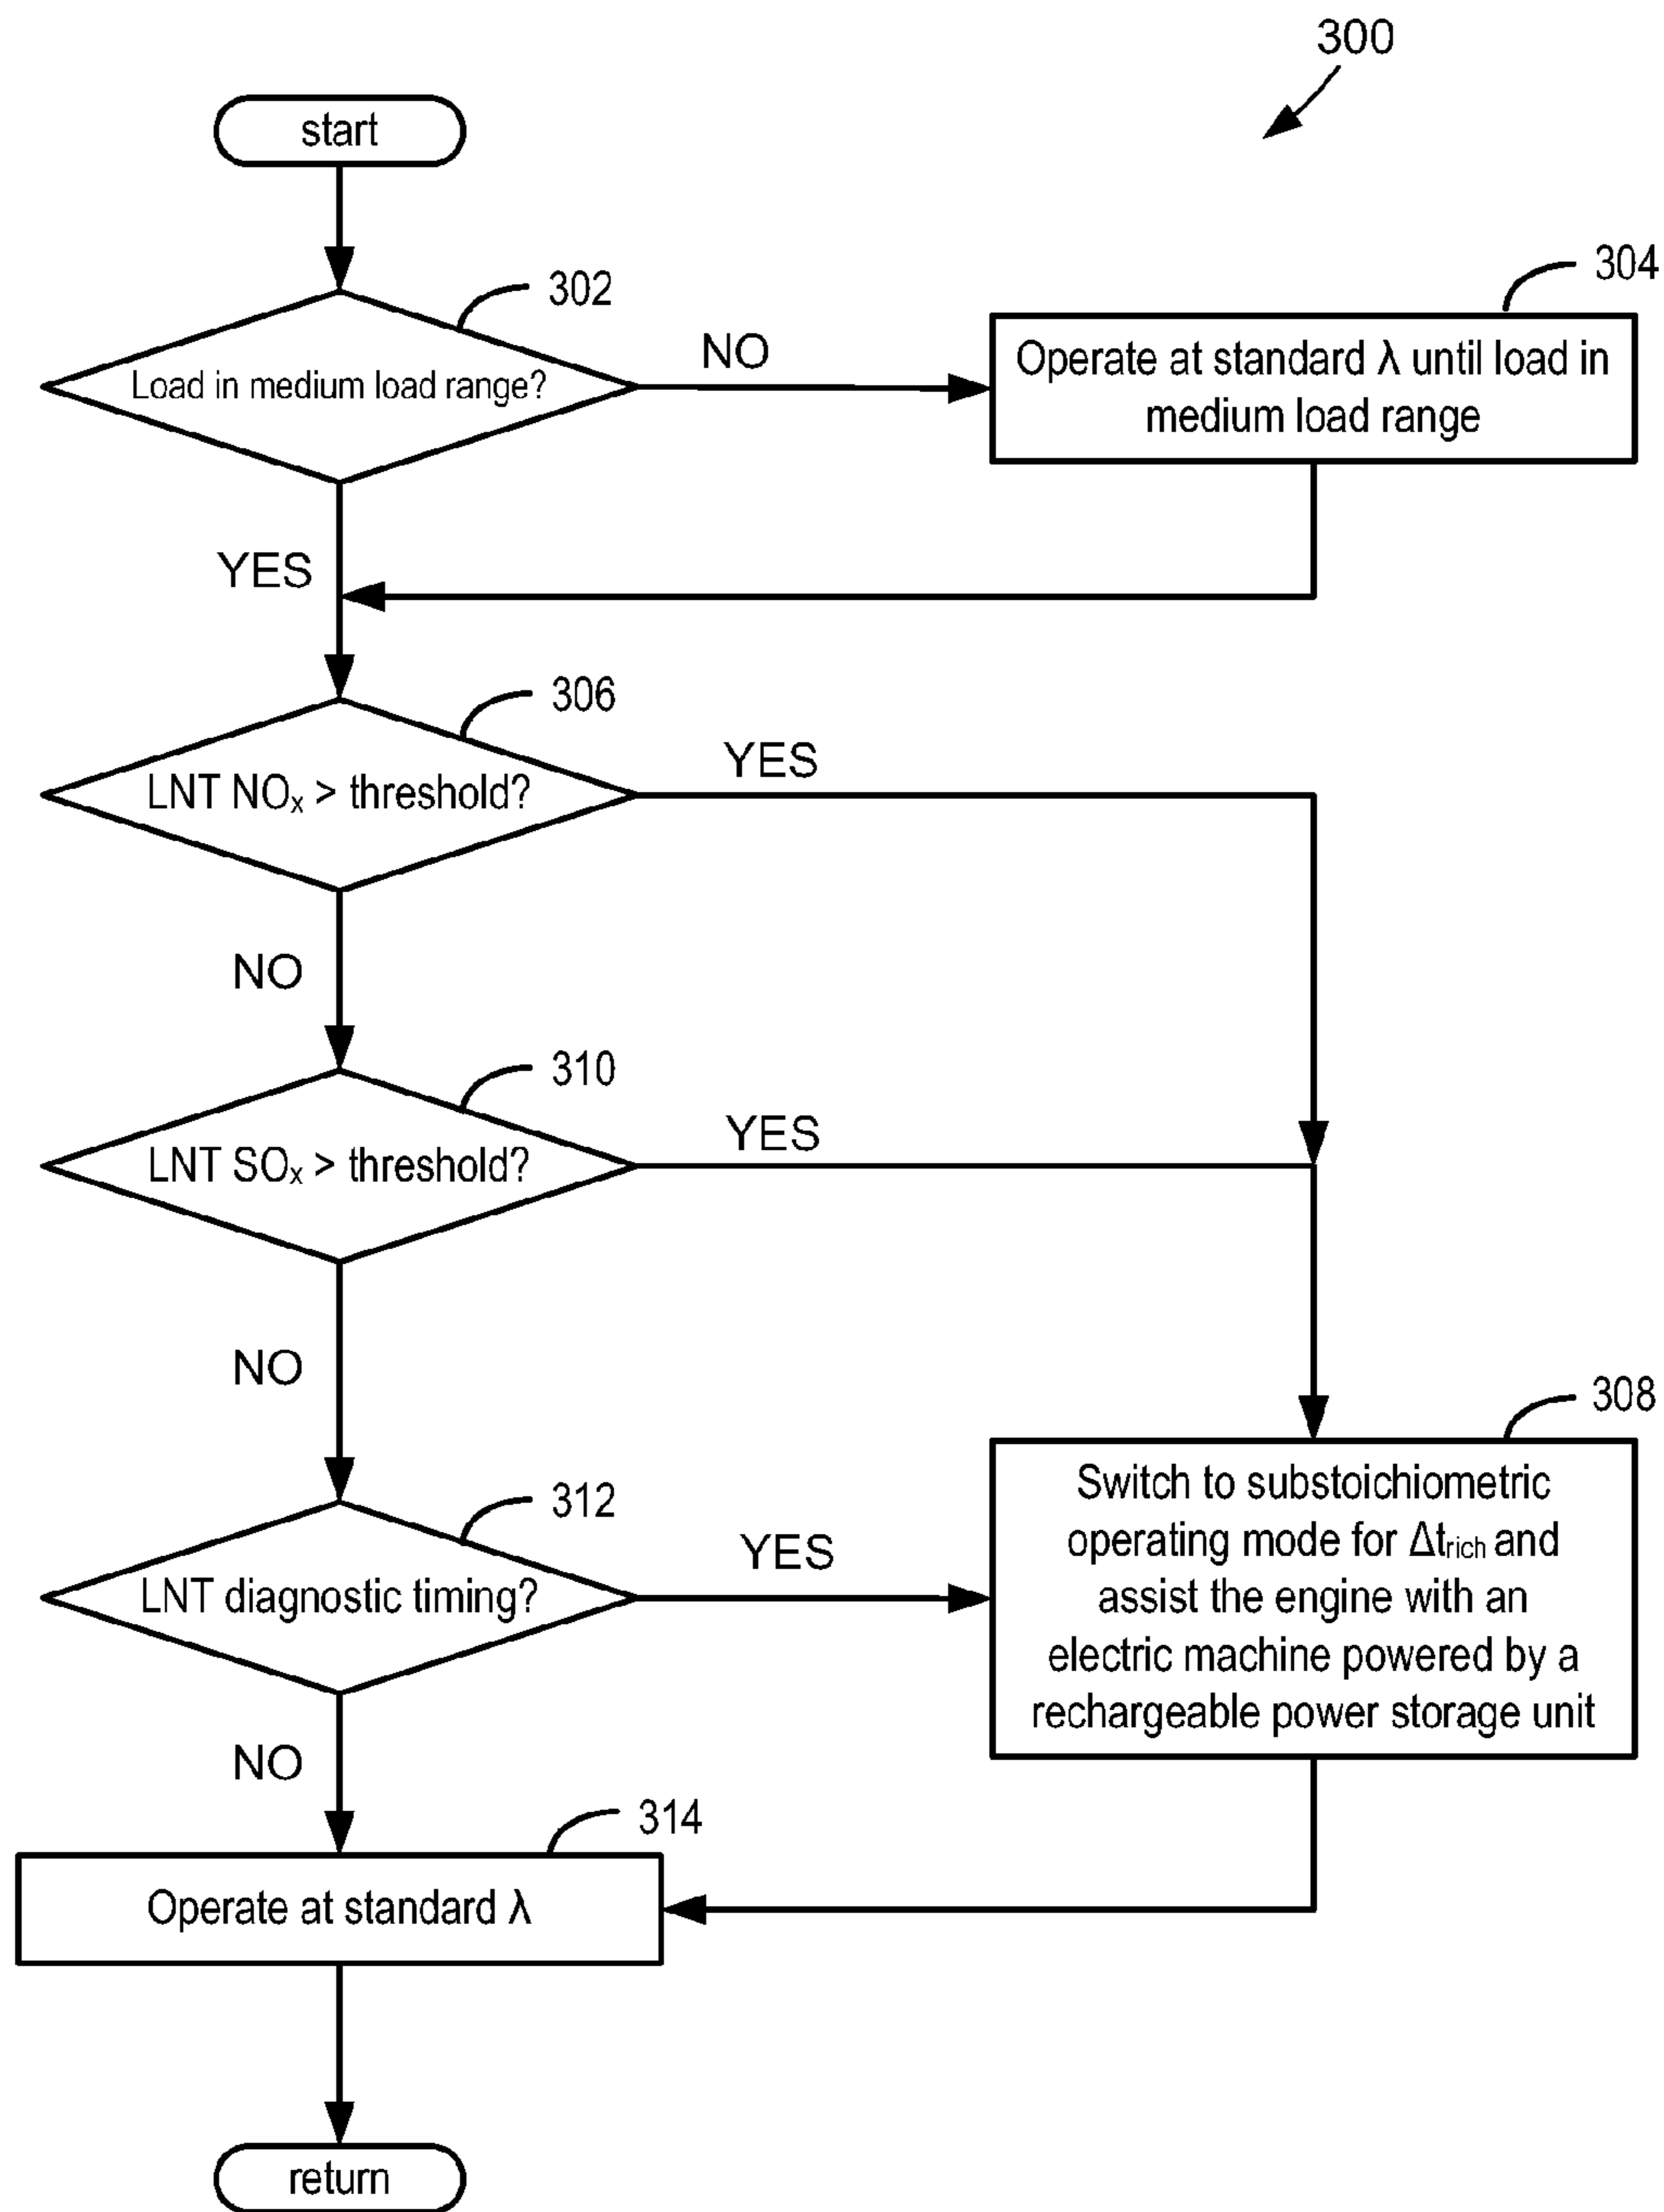 300
start
302
304
Load in medium load range?
NO
Operate at standard λ until load in
medium load range
YES
306
LNT NOₓ > threshold?
YES
NO
310
LNT SOₓ > threshold?
YES
NO
308
312
LNT diagnostic timing?
YES
Switch to substoichiometric
operating mode for Δt_rich and
assist the engine with an
electric machine powered by a
rechargeable power storage unit
NO
314
Operate at standard λ
return